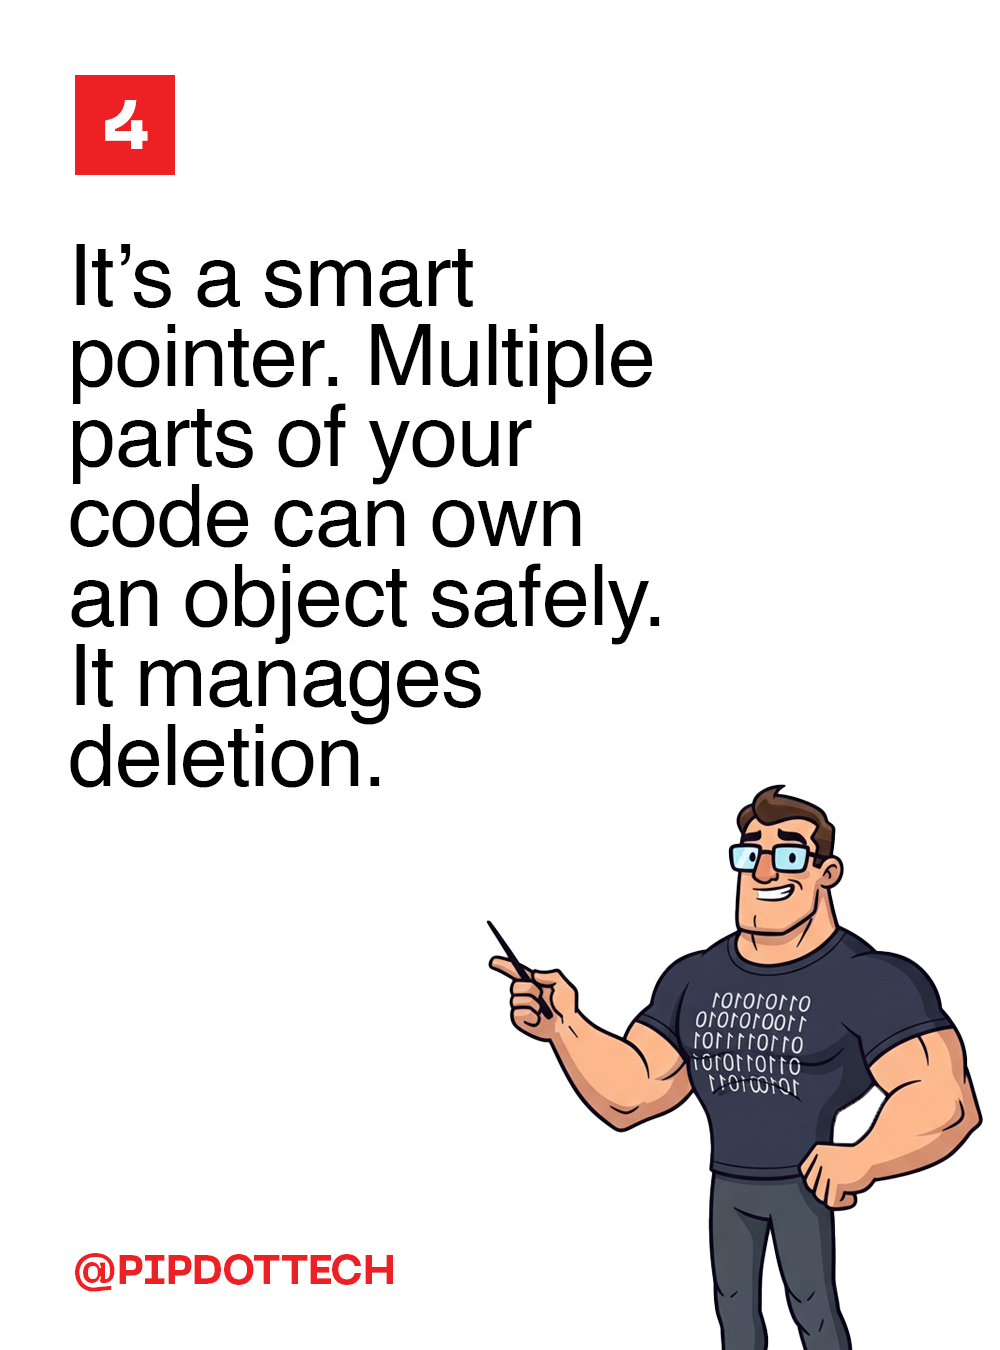 4
It’s a smart
pointer. Multiple
parts of your
code can own
an object safely.
It manages
deletion.
@PIPDOTTECH